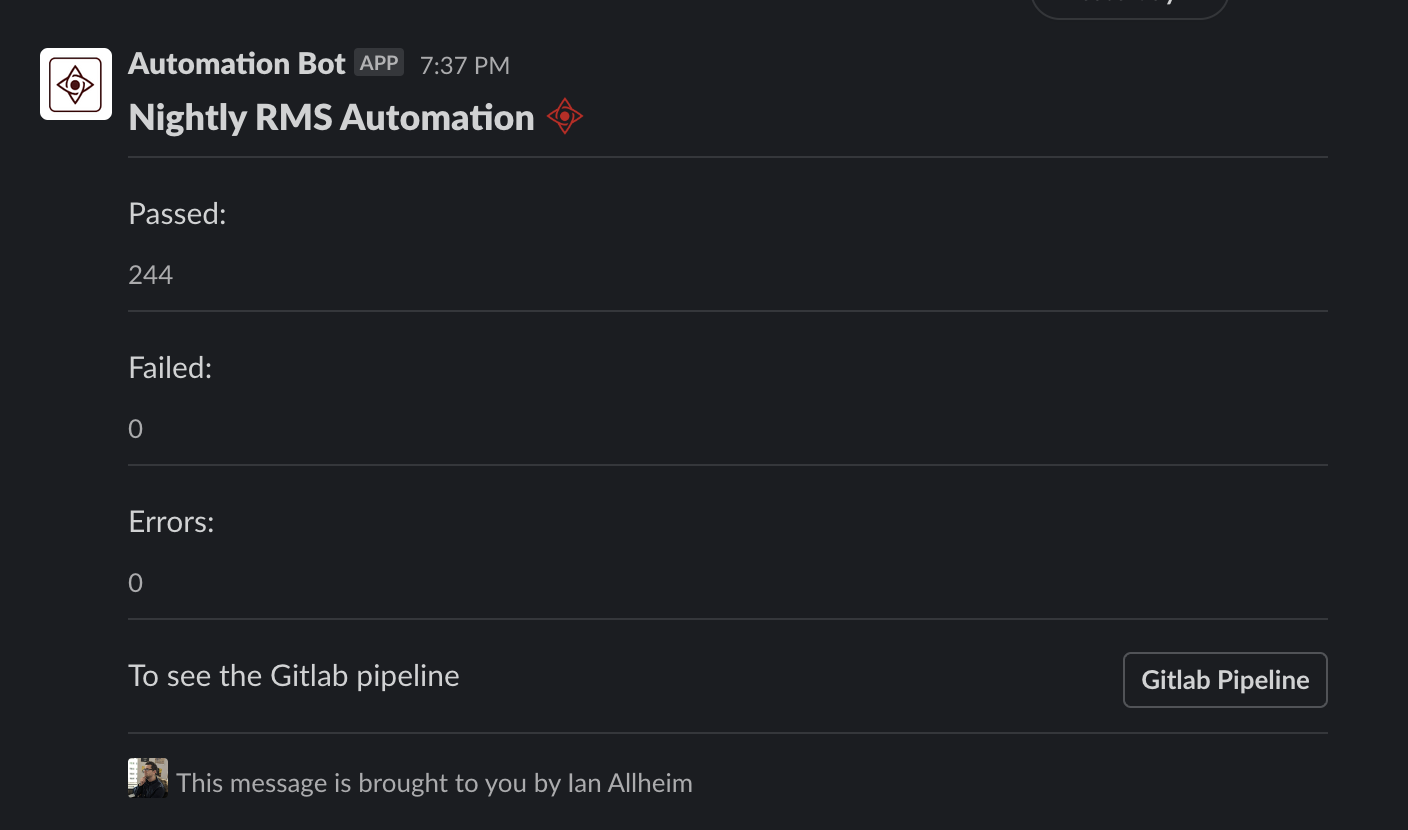 Automation Bot APP 7:37 PM
Nightly RMS Automation
Passed:
244
Failed:
0
Errors:
0
To see the Gitlab pipeline
Gitlab Pipeline
This message is brought to you by Ian Allheim